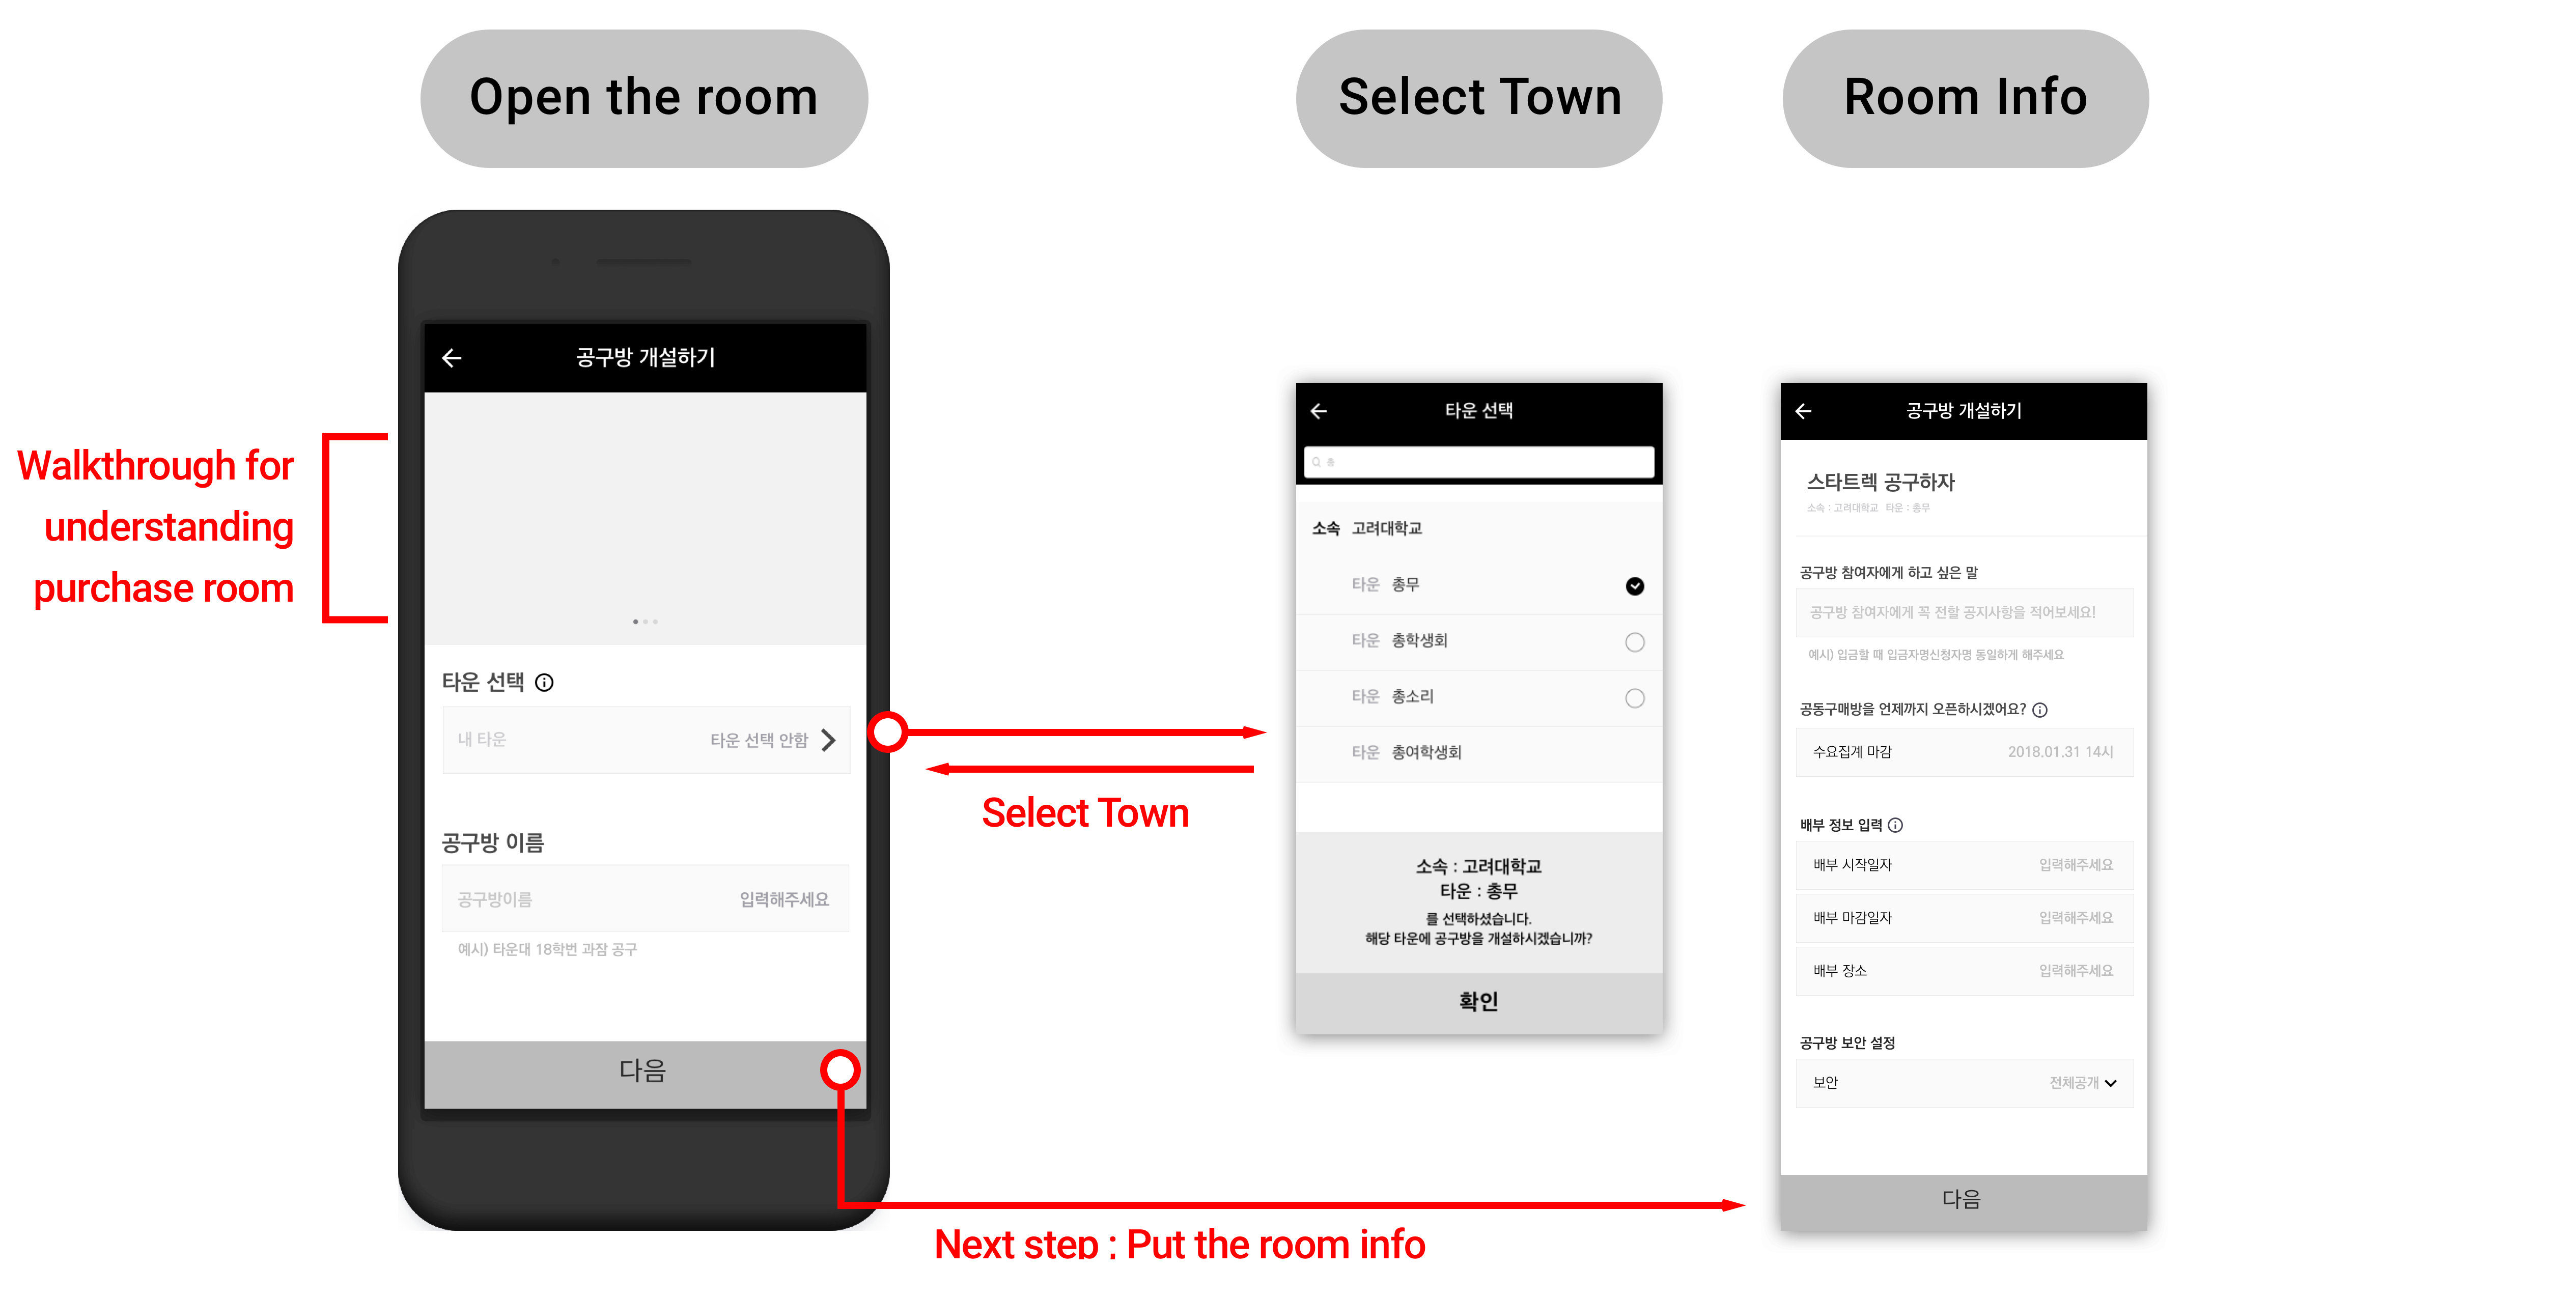 Open the room
Select Town
Room Info
Walkthrough for
understanding
purchase room
공구방 개설하기
타운 선택
내 타운 타운 선택 안함
공구방 이름
공구방이름 입력해주세요
예시) 타운대 18학번 과잠 공구
다음
Select Town
Next step : Put the room info
타운 선택
총
소속 고려대학교
타운 총무
타운 총학생회
타운 총소리
타운 총여학생회
소속 : 고려대학교
타운 : 총무
를 선택하셨습니다.
해당 타운에 공구방을 개설하시겠습니까?
확인
공구방 개설하기
스타트렉 공구하자
소속 : 고려대학교 타운 : 총무
공구방 참여자에게 하고 싶은 말
공구방 참여자에게 꼭 전할 공지사항을 적어보세요!
예시) 입금할 때 입금자명신청자명 동일하게 해주세요
공동구매방을 언제까지 오픈하시겠어요?
수요집계 마감 2018.01.31 14시
배부 정보 입력
배부 시작일자 입력해주세요
배부 마감일자 입력해주세요
배부 장소 입력해주세요
공구방 보안 설정
보안 전체공개
다음